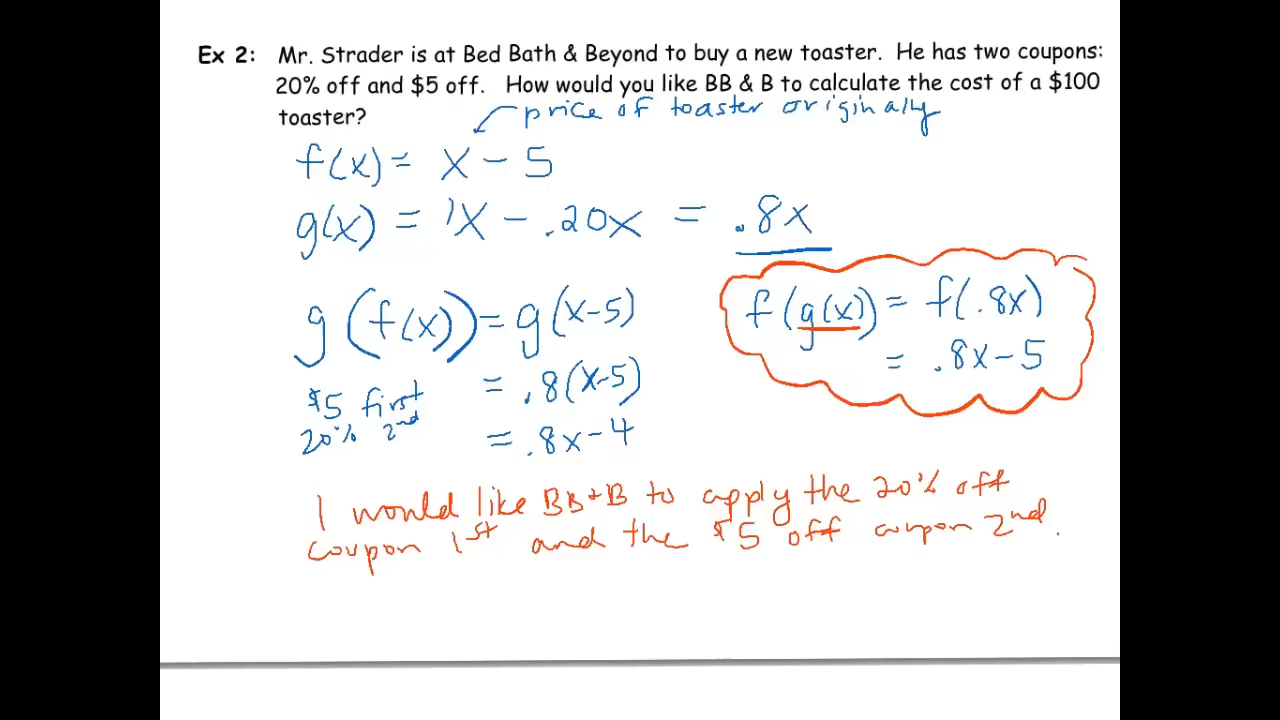 Ex 2: Mr. Strader is at Bed Bath & Beyond to buy a new toaster. He has two coupons:
20% off and $5 off. How would you like BB & B to calculate the cost of a $100
toaster?
price of toaster originally
f(x) = x - 5
g(x) = 1x - .20x = .8x
g(f(x)) = g(x-5)
= .8(x-5)
= .8x-4
$5 first
20% 2nd
f(g(x)) = f(.8x)
= .8x-5
I would like BB+B to apply the 20% off
coupon 1st and the $5 off coupon 2nd.